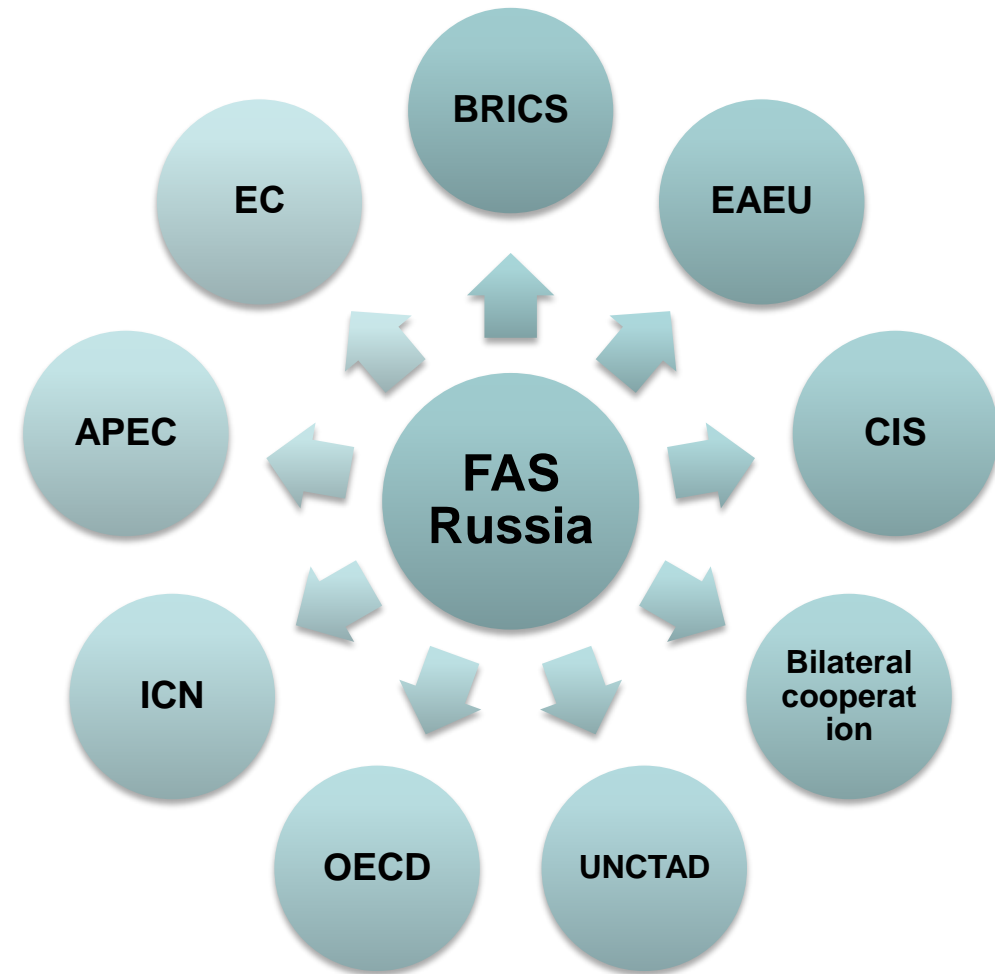 BRICS
EAEU
CIS
Bilateral
cooperat
ion
UNCTAD
OECD
ICN
APEC
EC
FAS
Russia